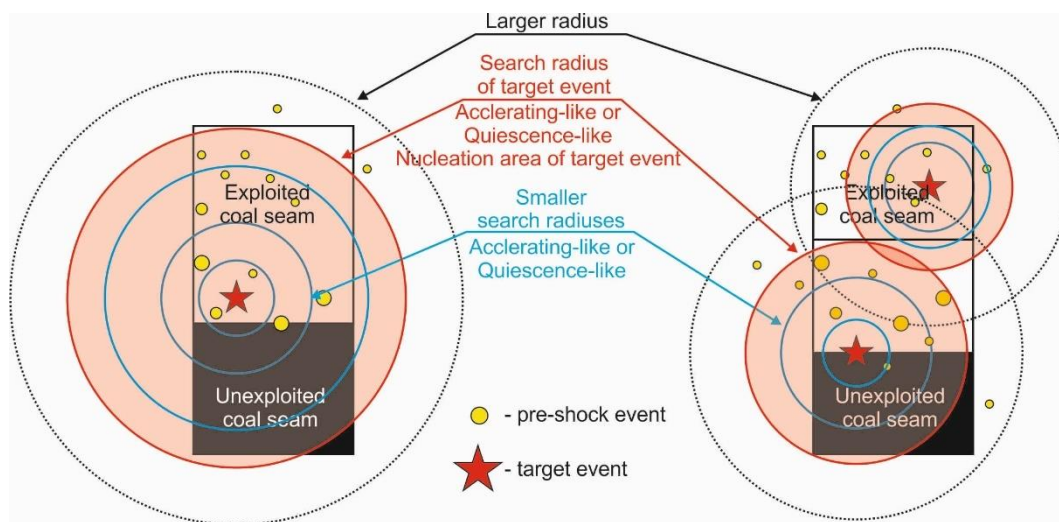 Larger radius
Search radius
of target event
Acclerating-like or
Quiescence-like
Nucleation area of target event
Smaller
search radiuses
Acclerating-like or
Quiescence-like
Exploited
coal seam
Exploited
coal seam
Unexploited
coal seam
Unexploited
coal seam
- pre-shock event
- target event